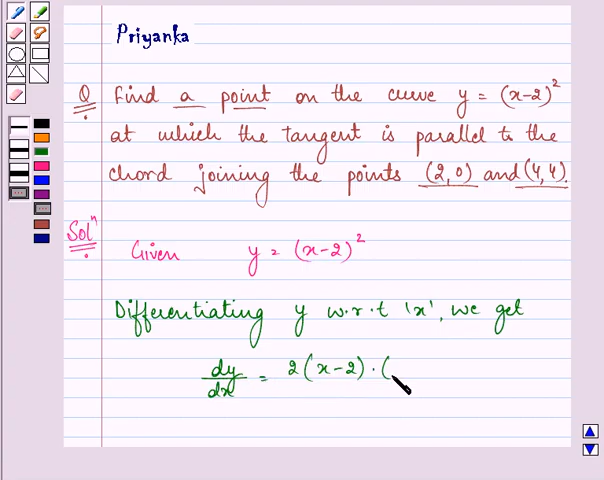 Priyanka
Q Find a point on the curve y = (x-2)²
at which the tangent is parallel to the
chord joining the points (2,0) and (4,4).
Solⁿ
Given y = (x-2)²
Differentiating y w.r.t 'x', we get
dy/dx = 2(x-2)·(